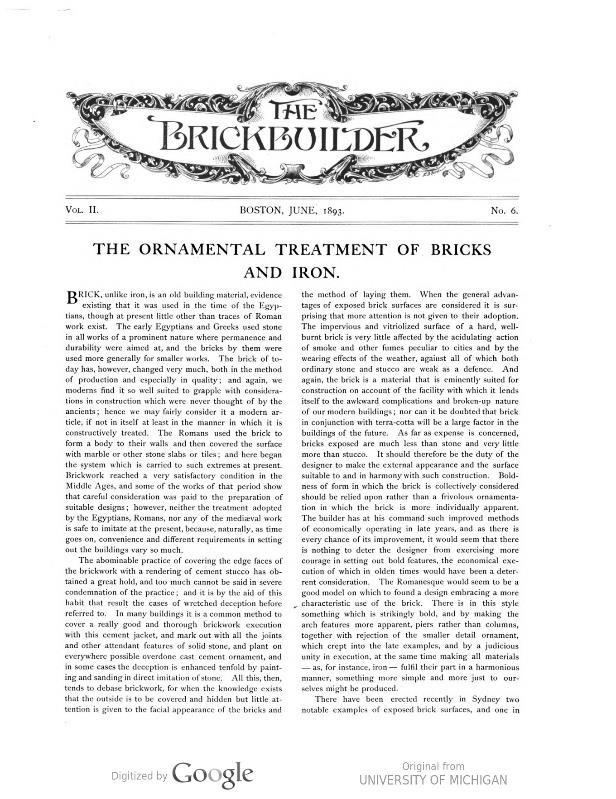 THE
BRICKBUILDER.
VOL. II. BOSTON, JUNE, 1893. No. 6.
THE ORNAMENTAL TREATMENT OF BRICKS
AND IRON.
BRICK, unlike iron, is an old building material, evidence
existing that it was used in the time of the Egyp-
tians, though at present little other than traces of Roman
work exist. The early Egyptians and Greeks used stone
in all works of a prominent nature where permanence and
durability were aimed at, and the bricks by them were
used more generally for smaller works. The brick of to-
day has, however, changed very much, both in the method
of production and especially in quality; and again, we
moderns find it so well suited to grapple with considera-
tions in construction which were never thought of by the
ancients; hence we may fairly consider it a modern ar-
ticle, if not in itself at least in the manner in which it is
constructively treated. The Romans used the brick to
form a body to their walls and then covered the surface
with marble or other stone slabs or tiles; and here began
the system which is carried to such extremes at present.
Brickwork reached a very satisfactory condition in the
Middle Ages, and some of the works of that period show
that careful consideration was paid to the preparation of
suitable designs; however, neither the treatment adopted
by the Egyptians, Romans, nor any of the mediæval work
is safe to imitate at the present, because, naturally, as time
goes on, convenience and different requirements in setting
out the buildings vary so much.
The abominable practice of covering the edge faces of
the brickwork with a rendering of cement stucco has ob-
tained a great hold, and too much cannot be said in severe
condemnation of the practice; and it is by the aid of this
habit that result the cases of wretched deception before
referred to. In many buildings it is a common method to
cover a really good and thorough brickwork execution
with this cement jacket, and mark out with all the joints
and other attendant features of solid stone, and plant on
everywhere possible overdone cast cement ornament, and
in some cases the deception is enhanced tenfold by paint-
ing and sanding in direct imitation of stone. All this, then,
tends to debase brickwork, for when the knowledge exists
that the outside is to be covered and hidden but little at-
tention is given to the facial appearance of the bricks and
the method of laying them. When the general advan-
tages of exposed brick surfaces are considered it is sur-
prising that more attention is not given to their adoption.
The impervious and vitriolized surface of a hard, well-
burnt brick is very little affected by the acidulating action
of smoke and other fumes peculiar to cities and by the
wearing effects of the weather, against all of which both
ordinary stone and stucco are weak as a defence. And
again, the brick is a material that is eminently suited for
construction on account of the facility with which it lends
itself to the awkward complications and broken-up nature
of our modern buildings; nor can it be doubted that brick
in conjunction with terra-cotta will be a large factor in the
buildings of the future. As far as expense is concerned,
bricks exposed are much less than stone and very little
more than stucco. It should therefore be the duty of the
designer to make the external appearance and the surface
suitable to and in harmony with such construction. Bold-
ness of form in which the brick is collectively considered
should be relied upon rather than a frivolous ornamenta-
tion in which the brick is more individually apparent.
The builder has at his command such improved methods
of economically operating in late years, and as there is
every chance of its improvement, it would seem that there
is nothing to deter the designer from exercising more
courage in setting out bold features, the economical exe-
cution of which in olden times would have been a deter-
rent consideration. The Romanesque would seem to be a
good model on which to found a design embracing a more
characteristic use of the brick. There is in this style
something which is strikingly bold, and by making the
arch features more apparent, piers rather than columns,
together with rejection of the smaller detail ornament,
which crept into the late examples, and by a judicious
unity in execution, at the same time making all materials
— as, for instance, iron — fulfil their part in a harmonious
manner, something more simple and more just to our-
selves might be produced.
There have been erected recently in Sydney two
notable examples of exposed brick surfaces, and one in
Digitized by Google
Original from
UNIVERSITY OF MICHIGAN